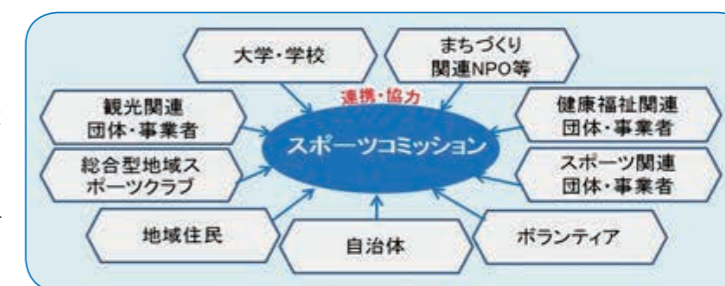 大学・学校
まちづくり
関連NPO等
連携・協力
観光関連
団体・事業者
健康福祉関連
団体・事業者
スポーツコミッション
総合型地域ス
ポーツクラブ
スポーツ関連
団体・事業者
地域住民
自治体
ボランティア